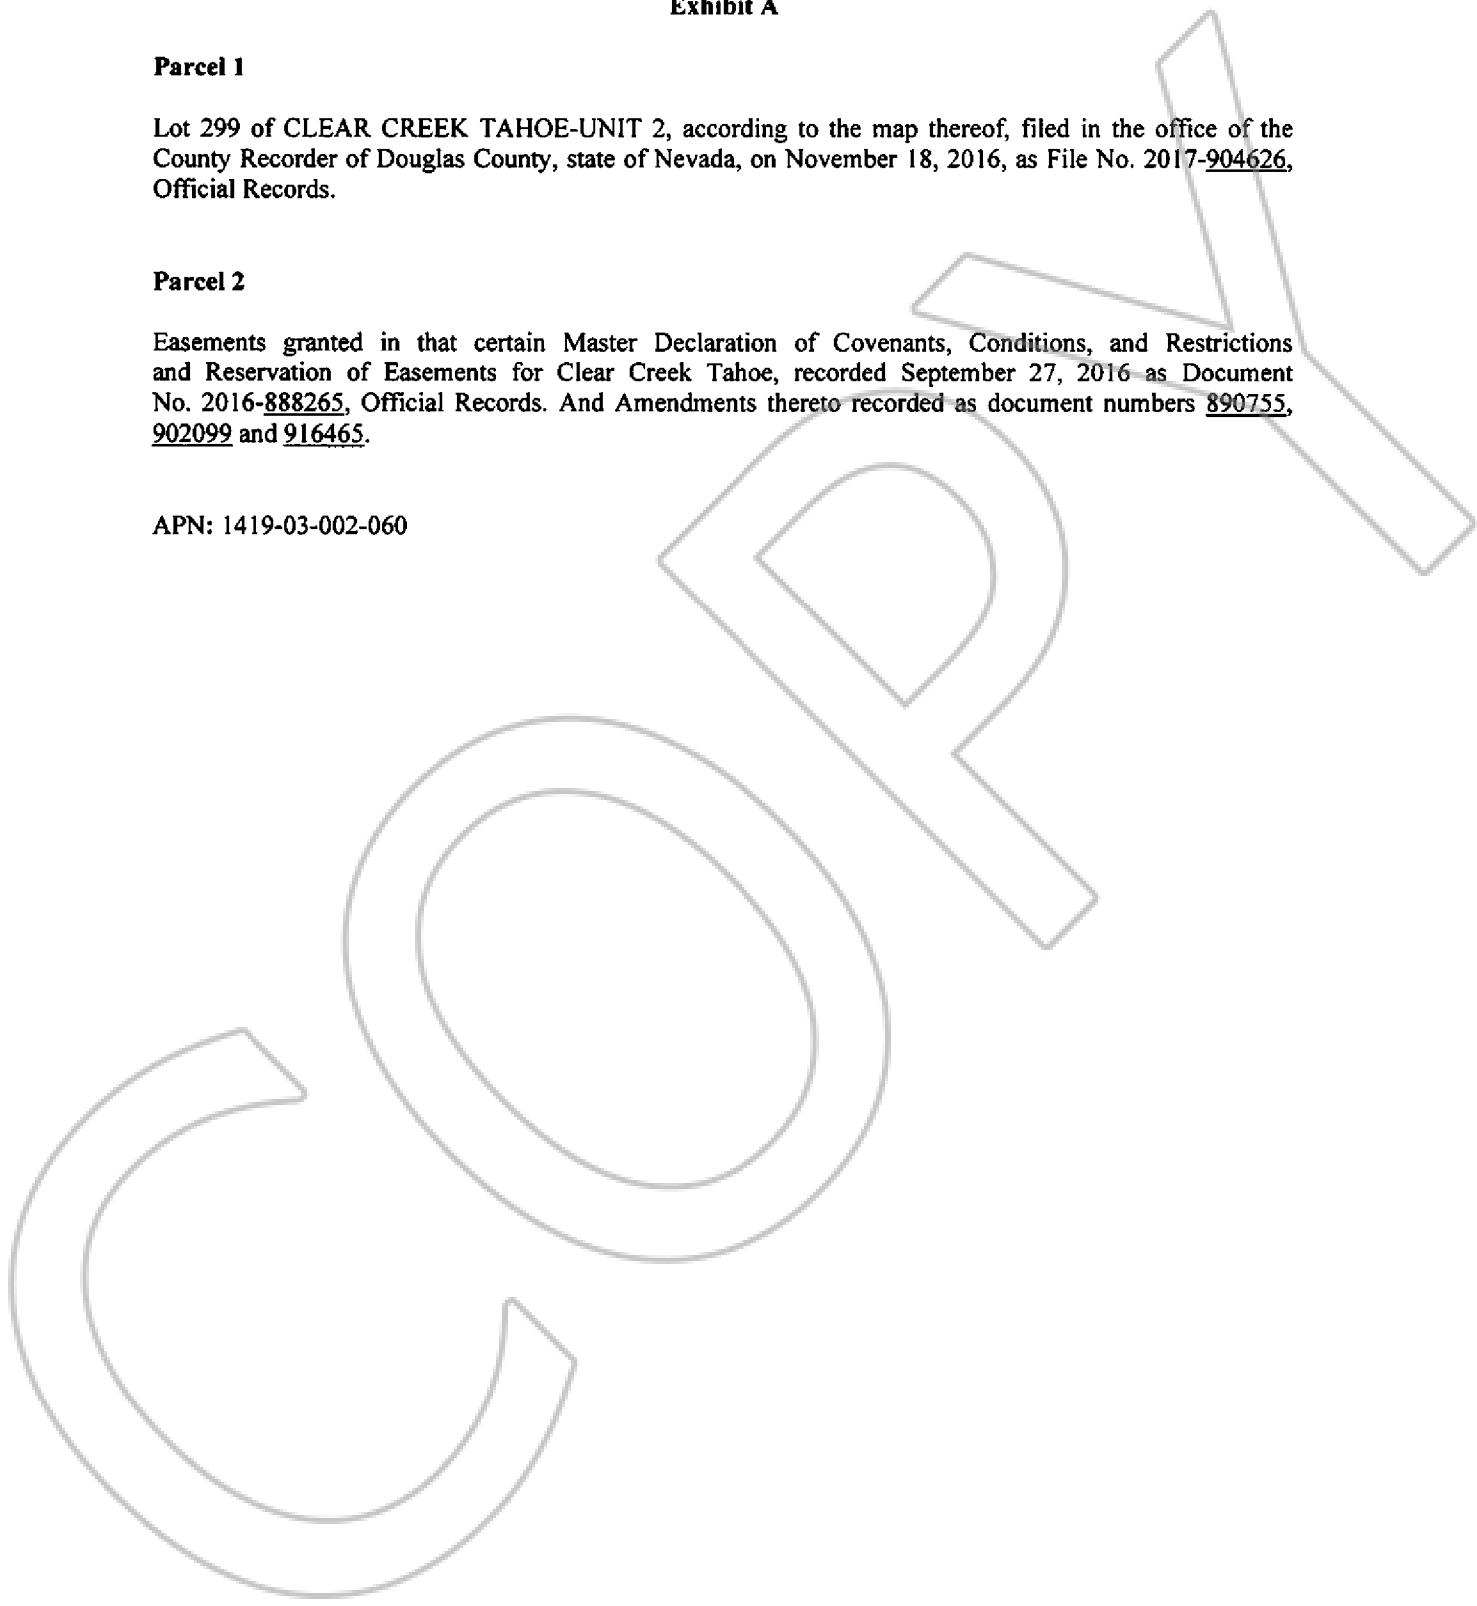 Exhibit A
Parcel 1
Lot 299 of CLEAR CREEK TAHOE-UNIT 2, according to the map thereof, filed in the office of the
County Recorder of Douglas County, state of Nevada, on November 18, 2016, as File No. 2017-904626,
Official Records.
Parcel 2
Easements granted in that certain Master Declaration of Covenants, Conditions, and Restrictions
and Reservation of Easements for Clear Creek Tahoe, recorded September 27, 2016 as Document
No. 2016-888265, Official Records. And Amendments thereto recorded as document numbers 890755,
902099 and 916465.
APN: 1419-03-002-060
COPY